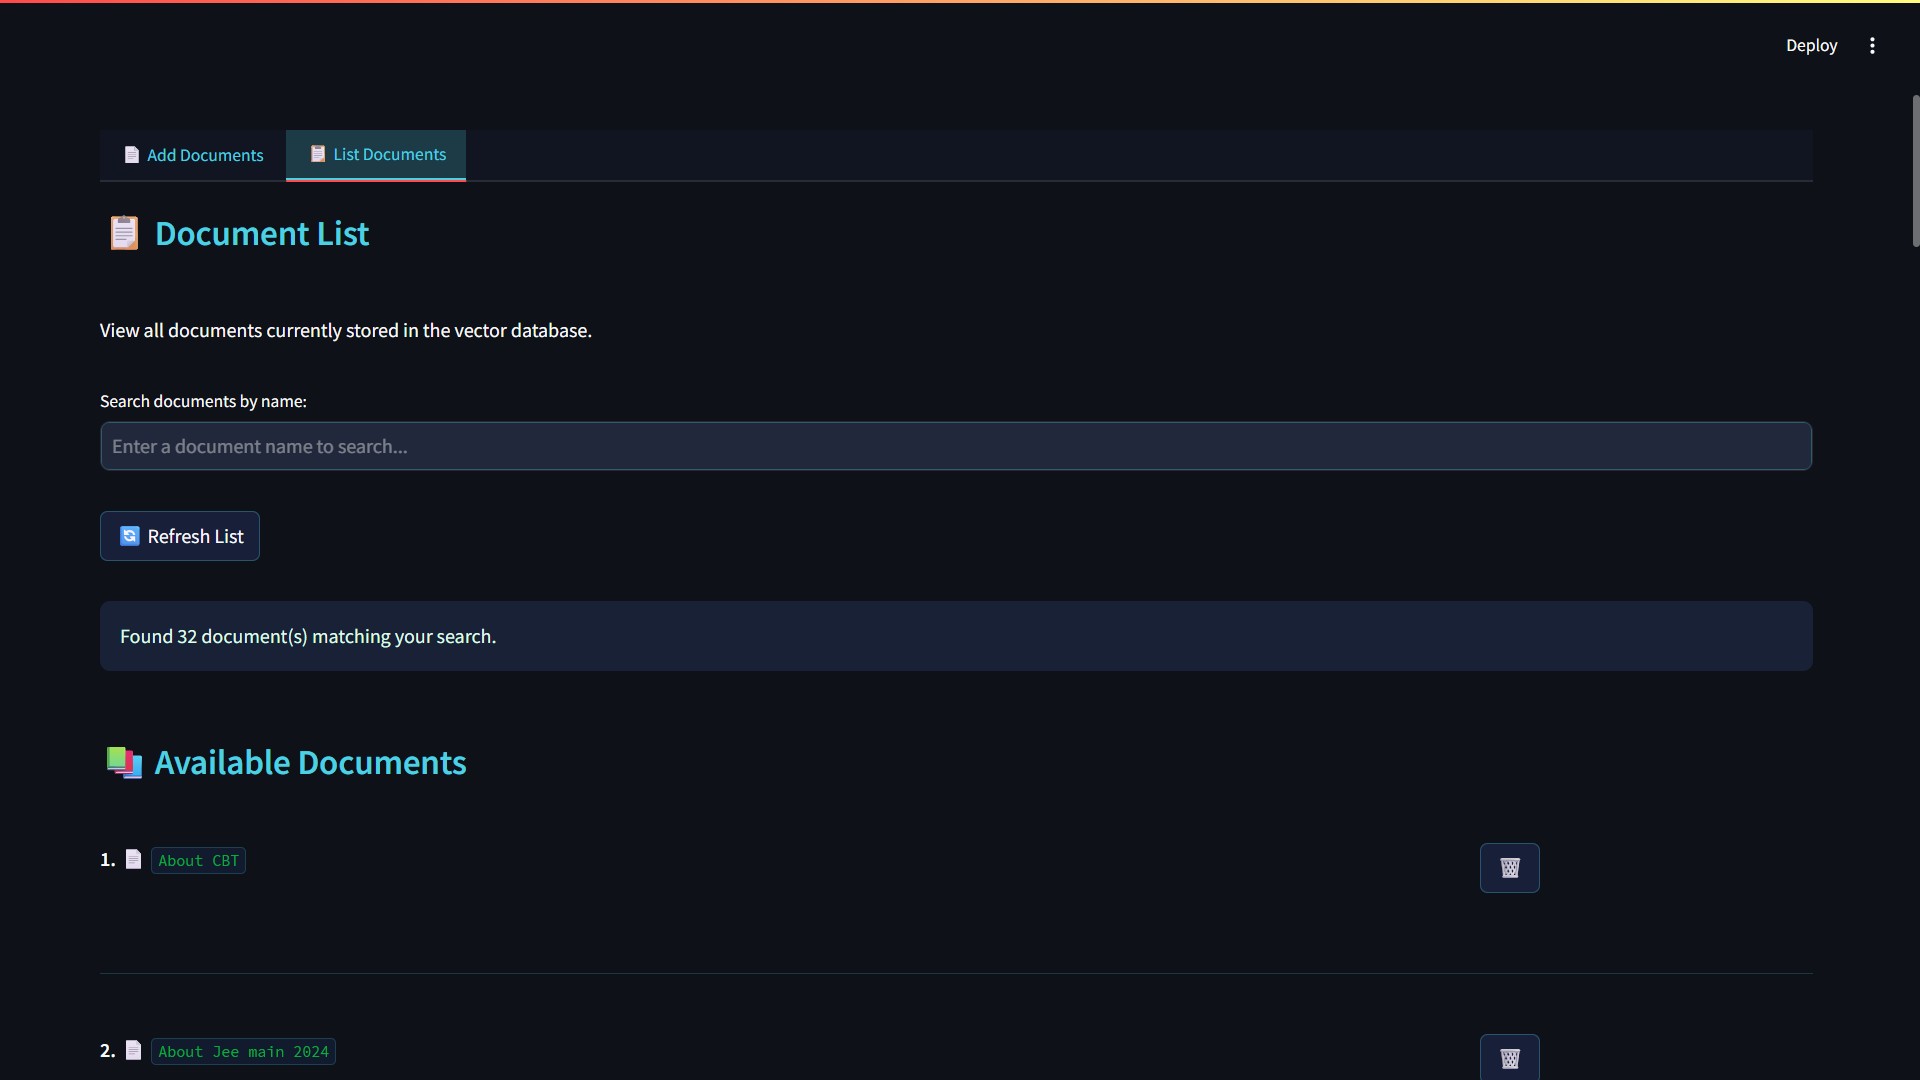 Deploy
Add Documents
List Documents
Document List
View all documents currently stored in the vector database.
Search documents by name:
Enter a document name to search...
Refresh List
Found 32 document(s) matching your search.
Available Documents
1. About CBT
2. About Jee main 2024